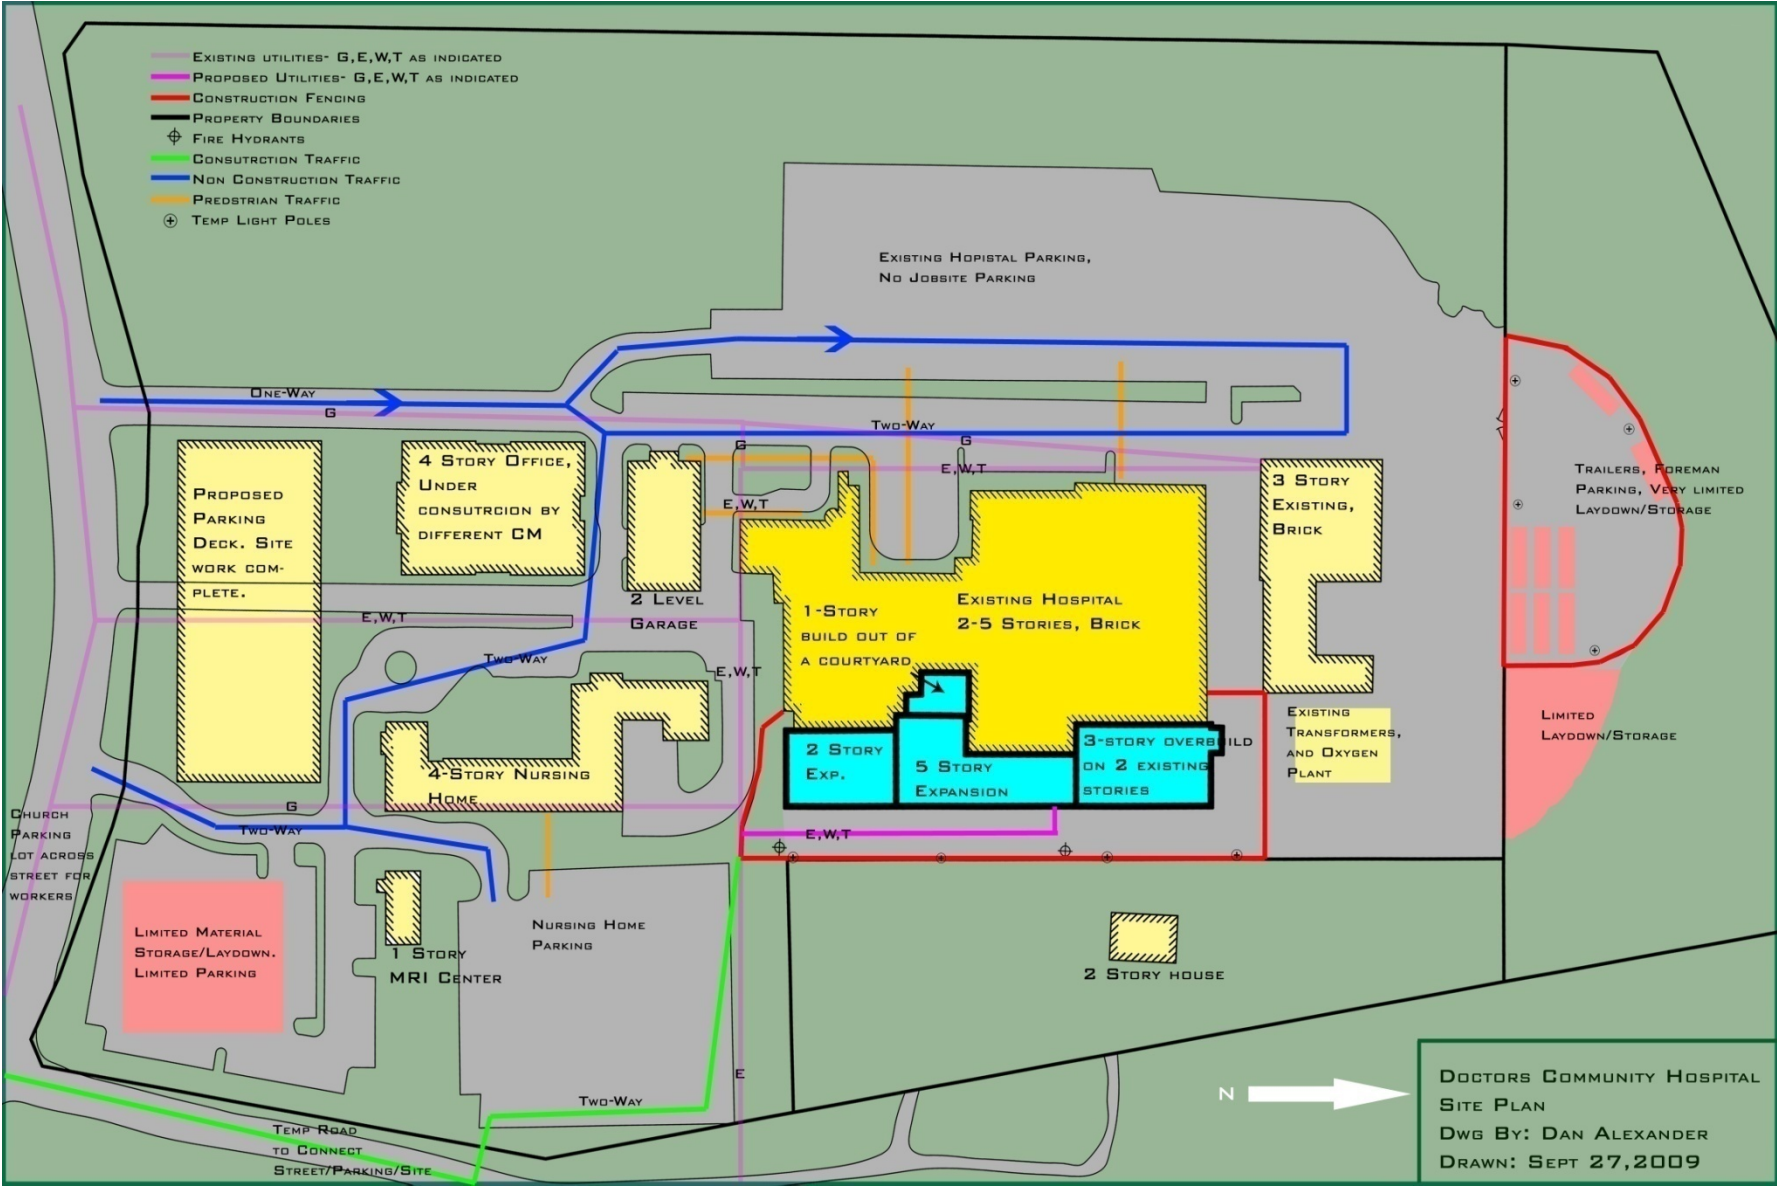 Existing utilities- G,E,W,T as indicated
Proposed Utilities- G,E,W,T as indicated
Construction Fencing
Property Boundaries
Fire Hydrants
Consutrction Traffic
Non Construction Traffic
Predstrian Traffic
Temp Light Poles
Existing Hopistal Parking,
No Jobsite Parking
One-Way
G
Two-Way
G
G
E,W,T
E,W,T
4 Story Office,
Under
consutrcion by
different CM
Proposed
Parking
Deck. Site
work com-
plete.
3 Story
Existing,
Brick
Trailers, Foreman
Parking, Very limited
Laydown/Storage
2 Level
Garage
1-Story
build out of
a courtyard
Existing Hospital
2-5 Stories, Brick
E,W,T
Two-Way
E,W,T
Existing
Transformers,
and Oxygen
Plant
Limited
Laydown/Storage
2 Story
Exp.
5 Story
Expansion
3-story overbuild
on 2 existing
stories
4-Story Nursing
Home
G
Two-Way
E,W,T
Church
Parking
lot across
street for
workers
Limited Material
Storage/Laydown.
Limited Parking
1 Story
MRI Center
Nursing Home
Parking
2 Story house
E
Two-Way
Temp Road
to Connect
Street/Parking/Site
N
Doctors Community Hospital
Site Plan
Dwg By: Dan Alexander
Drawn: Sept 27,2009